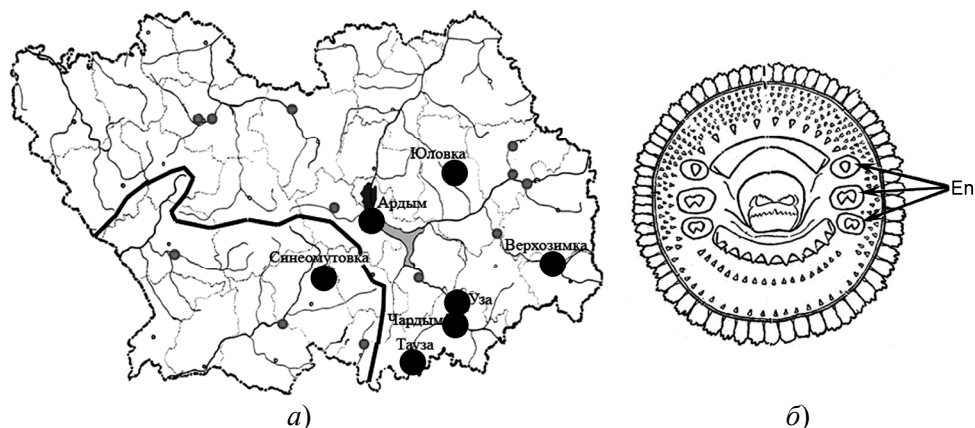 Юловка
Ардым
Синеомутовка
Верхозимка
Уза
Чардым
Тауза
En
а)
б)